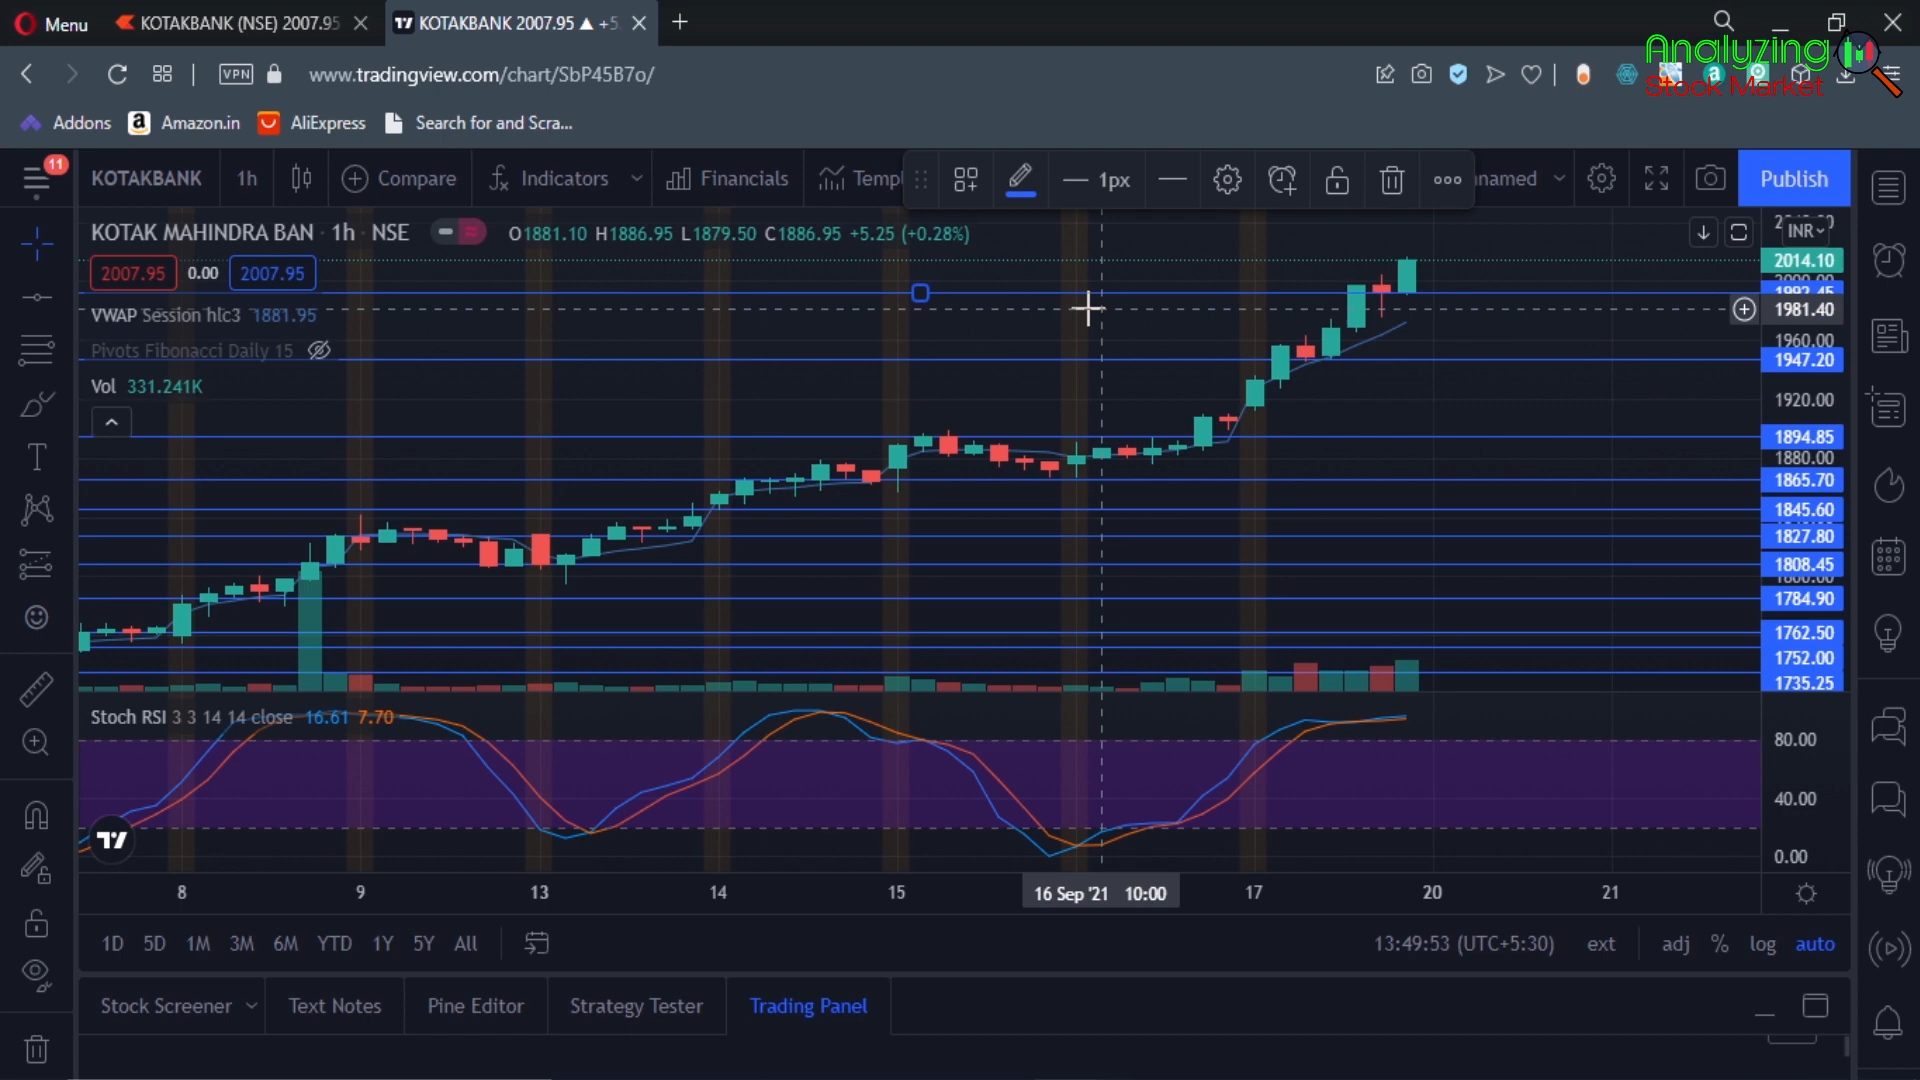 Menu
KOTAKBANK (NSE) 2007.95
KOTAKBANK 2007.95 ▲ +5.
Analyzing
Stock Market
VPN
www.tradingview.com/chart/SbP45B7o/
Addons
Amazon.in
AliExpress
Search for and Scra...
11
KOTAKBANK
1h
Compare
Indicators
Financials
Templ
1px
named
Publish
KOTAK MAHINDRA BAN · 1h · NSE
O1881.10 H1886.95 L1879.50 C1886.95 +5.25 (+0.28%)
INR
2007.95
0.00
2007.95
VWAP Session hlc3 1881.95
Pivots Fibonacci Daily 15
Vol 331.241K
2014.10
1992.45
1981.40
1960.00
1947.20
1920.00
1894.85
1880.00
1865.70
1845.60
1827.80
1808.45
1784.90
1762.50
1752.00
1735.25
Stoch RSI 3 3 14 14 close 16.61 7.70
80.00
40.00
0.00
8
9
13
14
15
16 Sep '21 10:00
17
20
21
1D
5D
1M
3M
6M
YTD
1Y
5Y
All
13:49:53 (UTC+5:30)
ext
adj
%
log
auto
Stock Screener
Text Notes
Pine Editor
Strategy Tester
Trading Panel